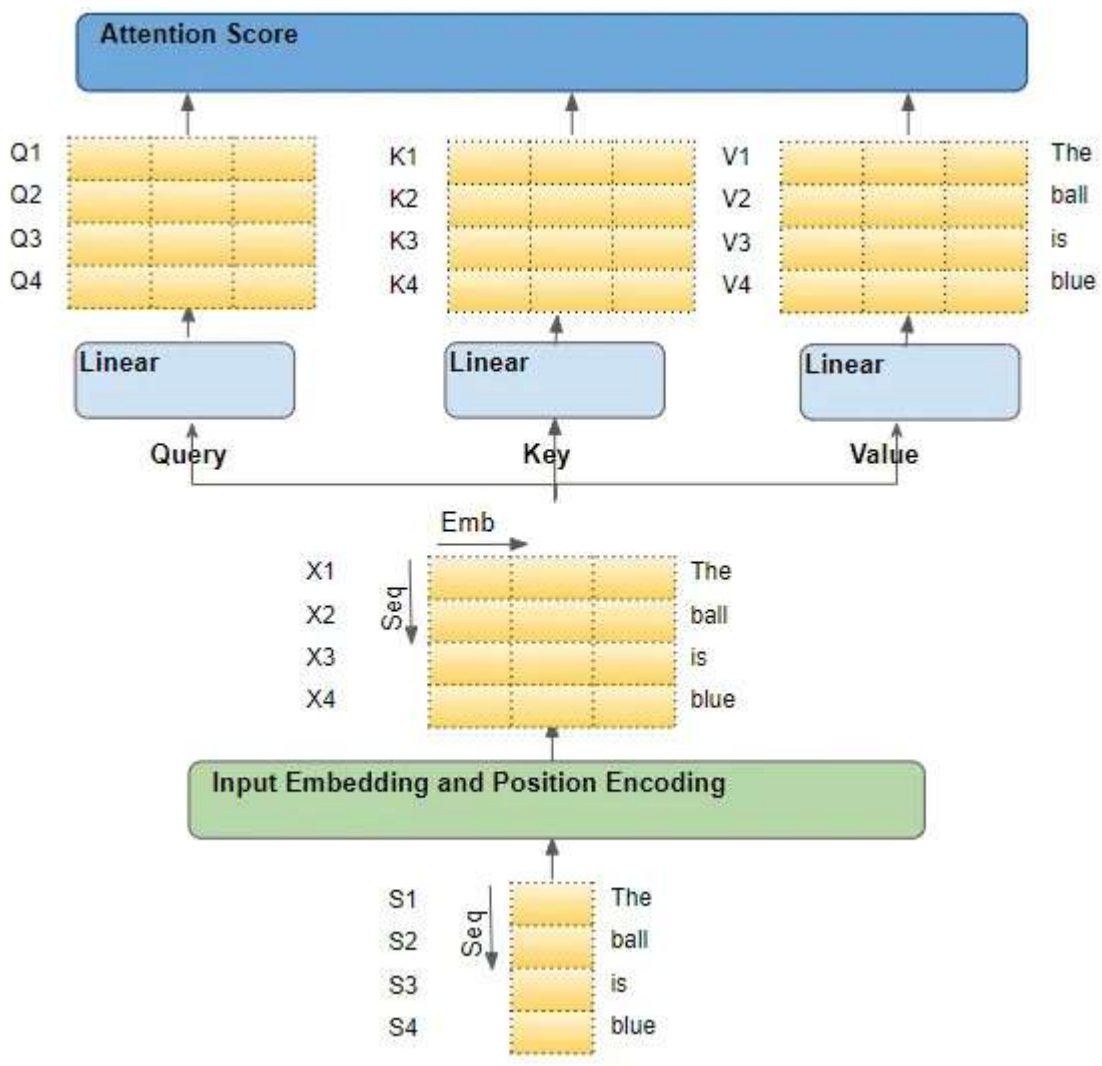 Attention Score
Q1 K1 V1 The
Q2 K2 V2 ball
Q3 K3 V3 is
Q4 K4 V4 blue
Linear Linear Linear
Query Key Value
Emb
Seq
X1 The
X2 ball
X3 is
X4 blue
Input Embedding and Position Encoding
Seq
S1 The
S2 ball
S3 is
S4 blue